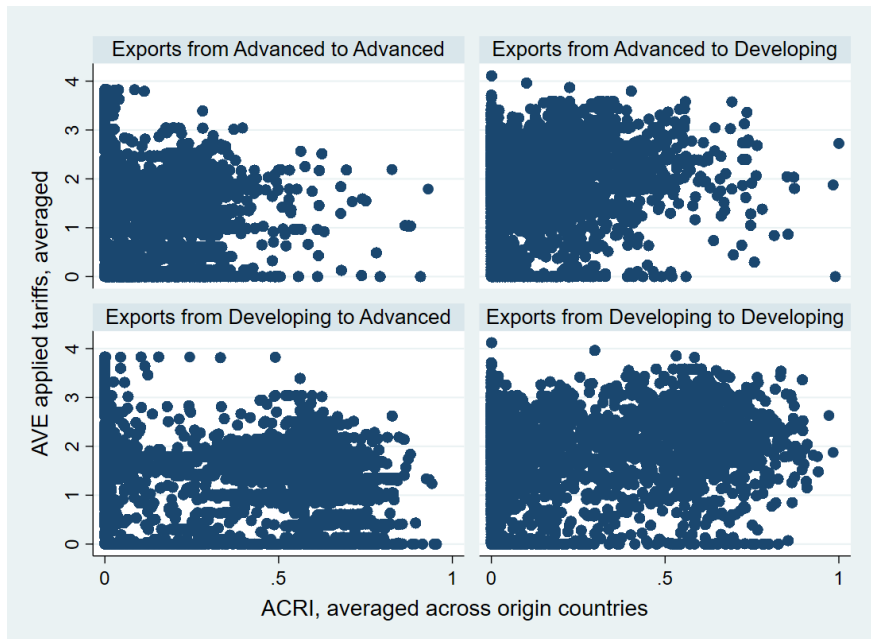 Exports from Advanced to Advanced
Exports from Advanced to Developing
4
3
2
1
0
Exports from Developing to Advanced
Exports from Developing to Developing
4
3
2
1
0
0
.5
1
0
.5
1
AVE applied tariffs, averaged
ACRI, averaged across origin countries